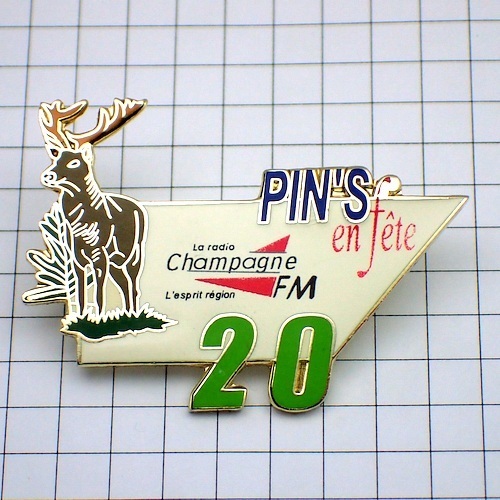 PIN'S
en fête
La radio
Champagne
FM
L'esprit région
20